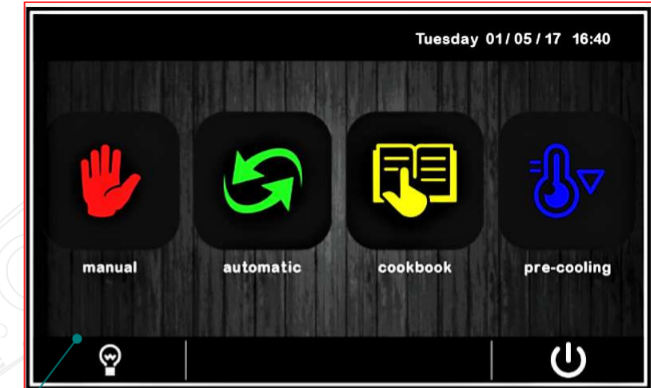 Tuesday 01/05/17 16:40
manual
automatic
cookbook
pre-cooling